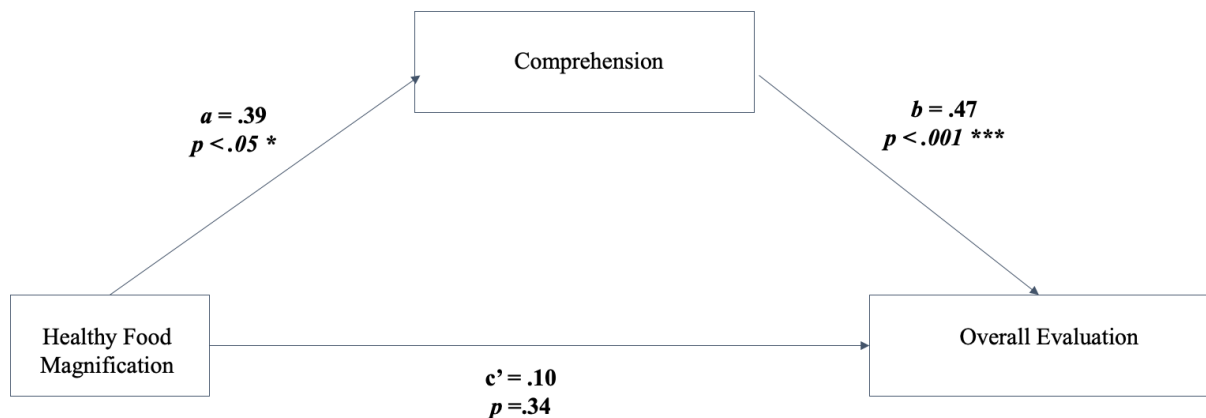 Comprehension
a = .39
p <.05 *
b = .47
p <.001 ***
Healthy Food
Magnification
Overall Evaluation
c’ = .10
p =.34